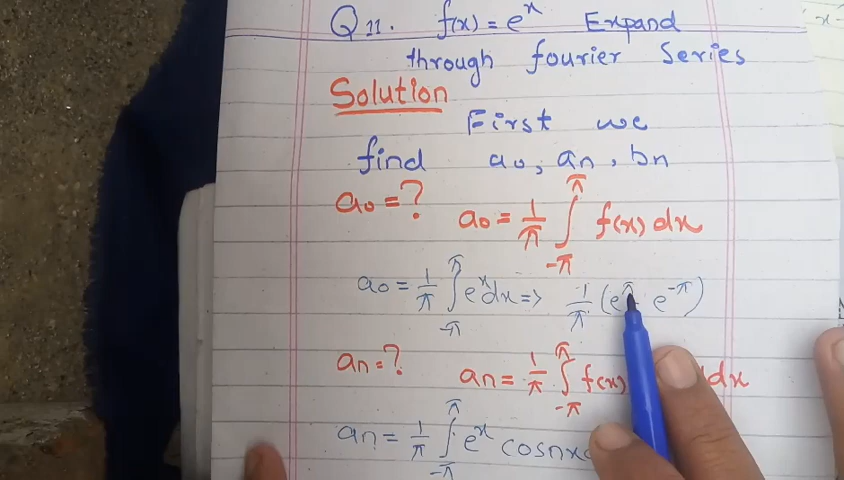 Q11. f(x) = e^x Expand
through fourier Series
Solution
First we
find a0, an, bn
a0 = ? a0 = 1/π ∫_{-π}^{π} f(x) dx
a0 = 1/π ∫_{-π}^{π} e^x dx => 1/π (e^π e^{-π})
an = ? an = 1/π ∫_{-π}^{π} f(x) dx
an = 1/π ∫_{-π}^{π} e^x cosnx